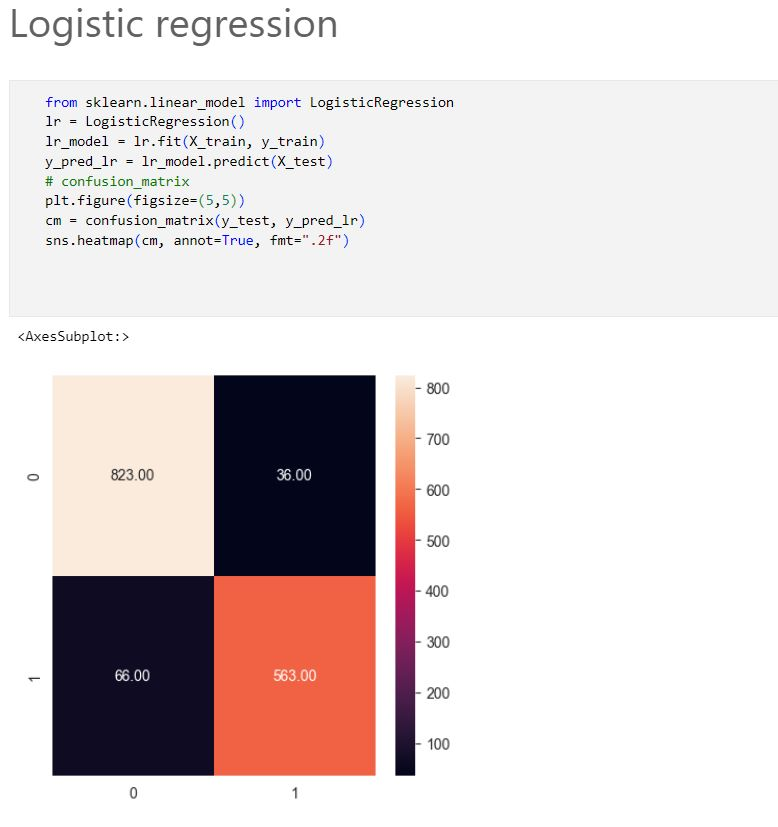 Logistic regression
from sklearn.linear_model import LogisticRegression
lr = LogisticRegression()
lr_model = lr.fit(X_train, y_train)
y_pred_lr = lr_model.predict(X_test)
# confusion_matrix
plt.figure(figsize=(5,5))
cm = confusion_matrix(y_test, y_pred_lr)
sns.heatmap(cm, annot=True, fmt=".2f")
<AxesSubplot:>
800
700
600
500
400
300
200
100
0
823.00 36.00
1
66.00 563.00
0 1